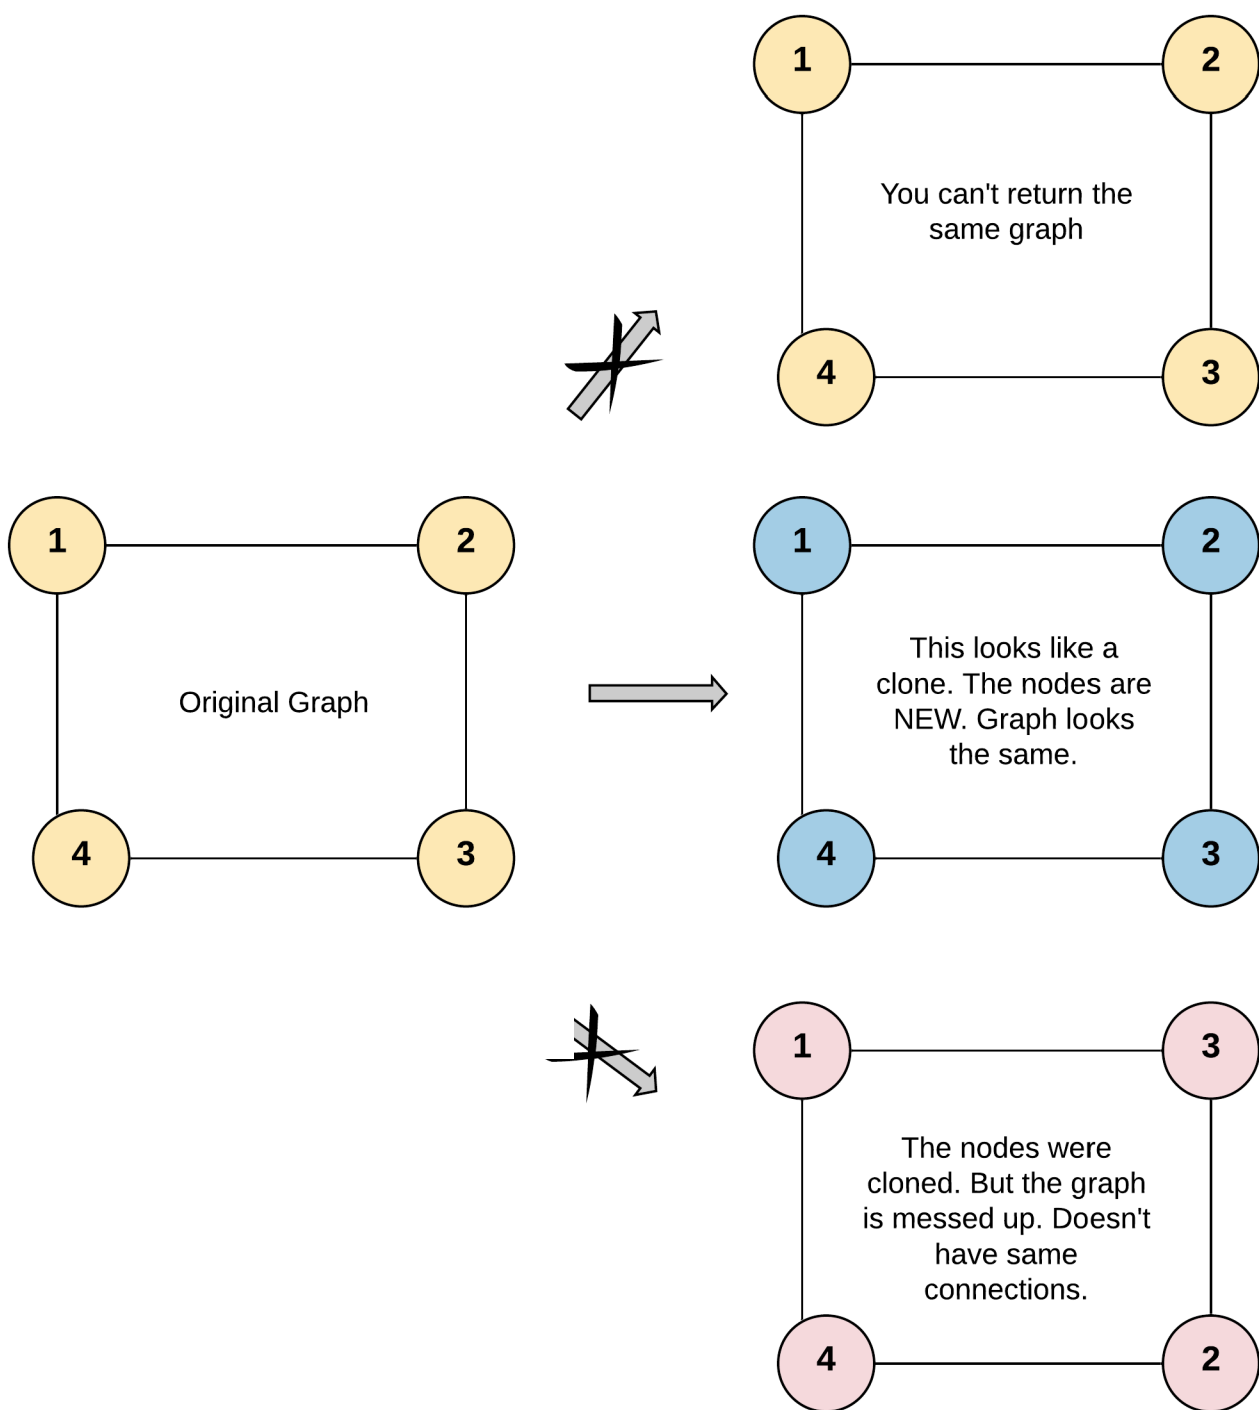 1
2
You can't return the
same graph
4
3
1
2
Original Graph
4
3
1
2
This looks like a
clone. The nodes are
NEW. Graph looks
the same.
4
3
1
3
The nodes were
cloned. But the graph
is messed up. Doesn't
have same
connections.
4
2